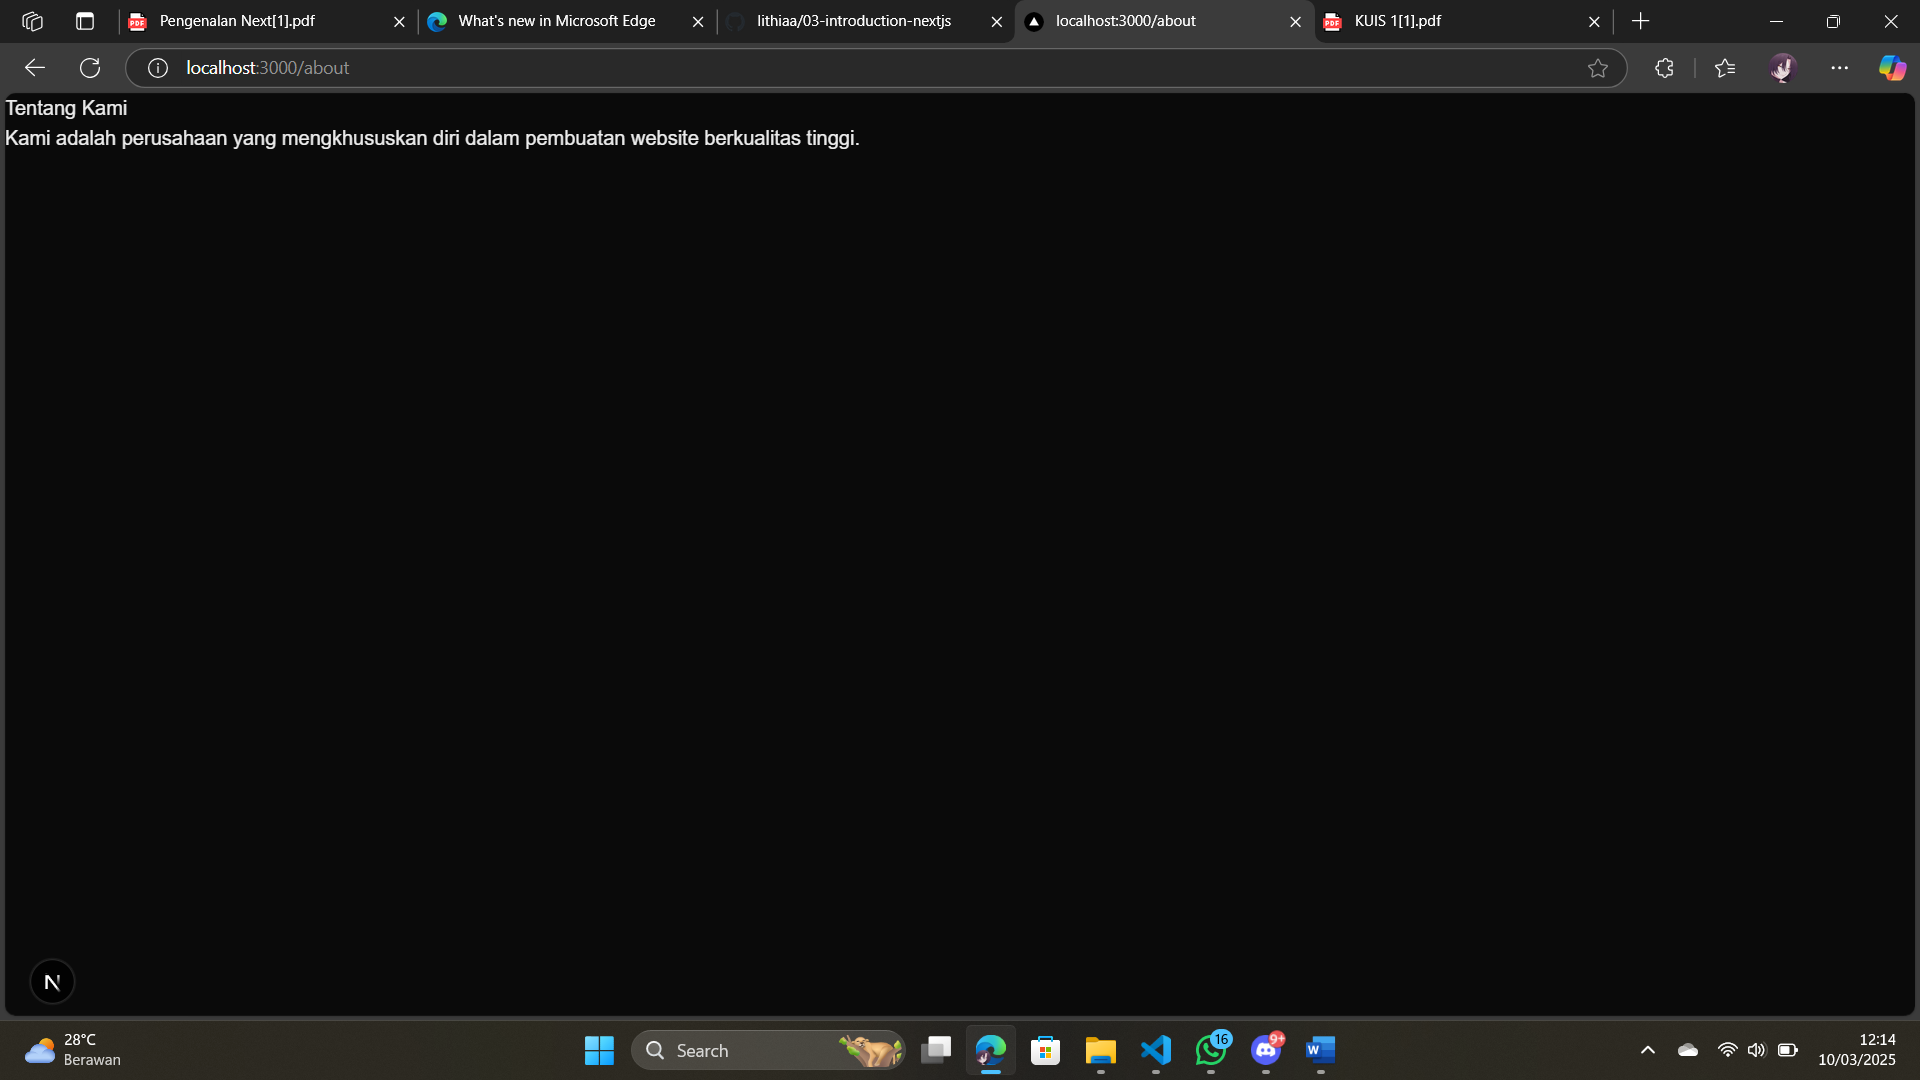 Pengenalan Next[1].pdf
What's new in Microsoft Edge
lithiaa/03-introduction-nextjs
localhost:3000/about
KUIS 1[1].pdf
localhost:3000/about
Tentang Kami
Kami adalah perusahaan yang mengkhususkan diri dalam pembuatan website berkualitas tinggi.
N
28°C
Berawan
Search
16
9+
W
12:14
10/03/2025